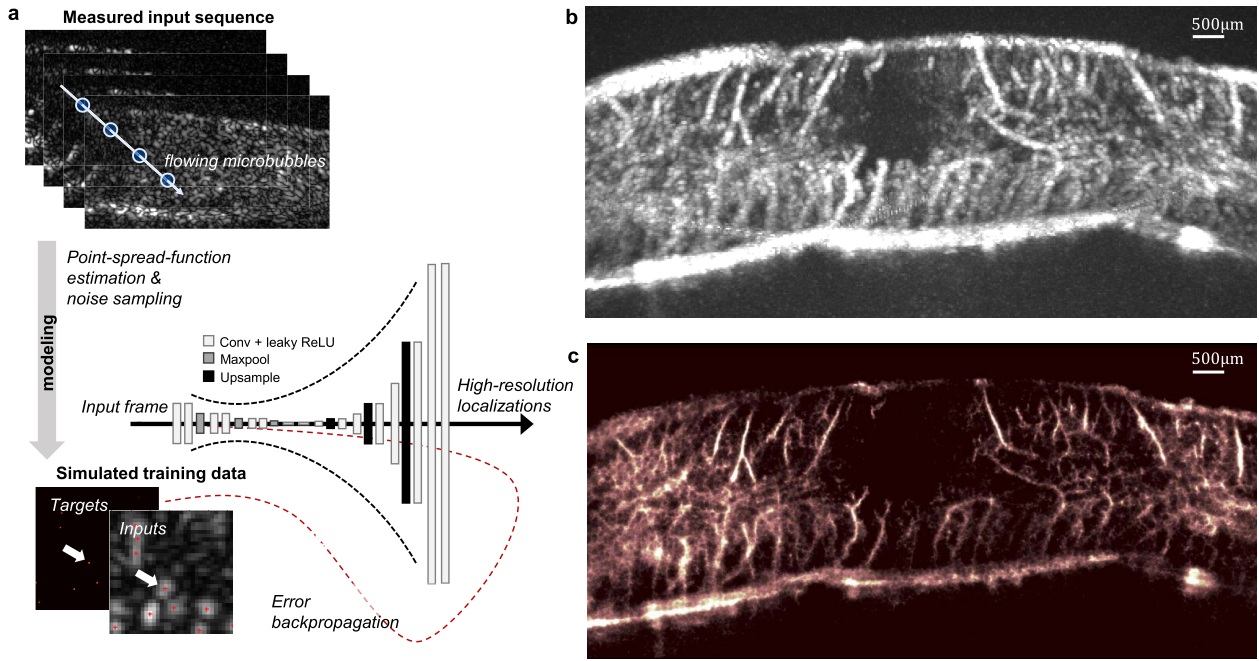 a
Measured input sequence
flowing microbubbles
Point-spread-function
estimation &
noise sampling
modeling
Conv + leaky ReLU
Maxpool
Upsample
Input frame
High-resolution
localizations
Simulated training data
Targets
Inputs
Error
backpropagation
b
500μm
c
500μm